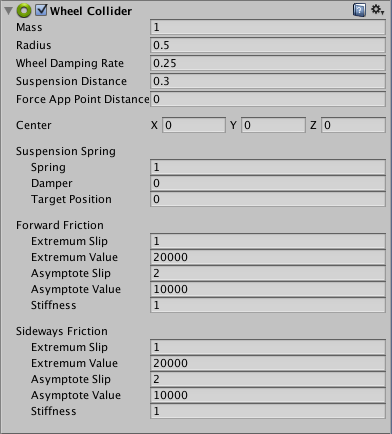 Wheel Collider
Mass 1
Radius 0.5
Wheel Damping Rate 0.25
Suspension Distance 0.3
Force App Point Distance 0
Center X 0 Y 0 Z 0
Suspension Spring
Spring 1
Damper 0
Target Position 0
Forward Friction
Extremum Slip 1
Extremum Value 20000
Asymptote Slip 2
Asymptote Value 10000
Stiffness 1
Sideways Friction
Extremum Slip 1
Extremum Value 20000
Asymptote Slip 2
Asymptote Value 10000
Stiffness 1